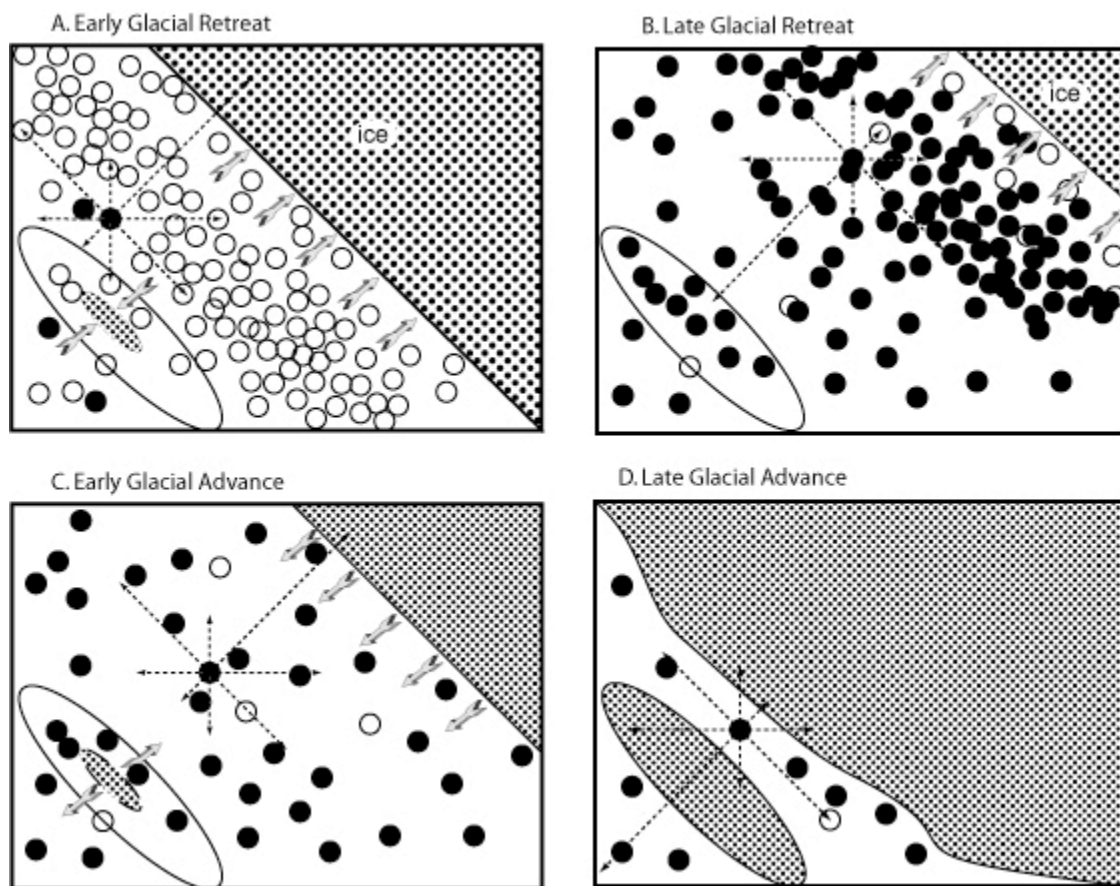 A. Early Glacial Retreat
B. Late Glacial Retreat
ice
ice
C. Early Glacial Advance
D. Late Glacial Advance